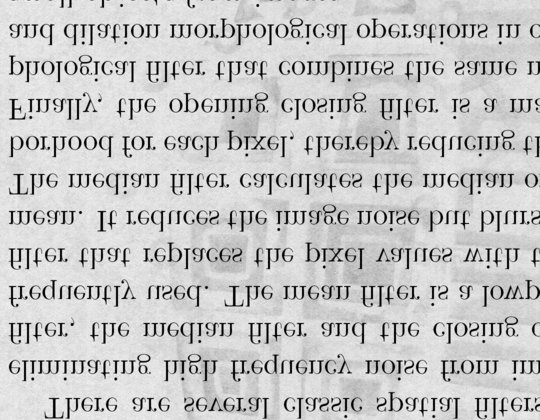 There are several classic spatial filters
eliminating high frequency noise from im
filter, the median filter and the closing o
frequently used. The mean filter is a lowp
filter that replaces the pixel values with t
mean. It reduces the image noise but blurs
The median filter calculates the median o
borhood for each pixel, thereby reducing th
Finally, the opening closing filter is a ma
phological filter that combines the same n
and dilation morphological operations in o